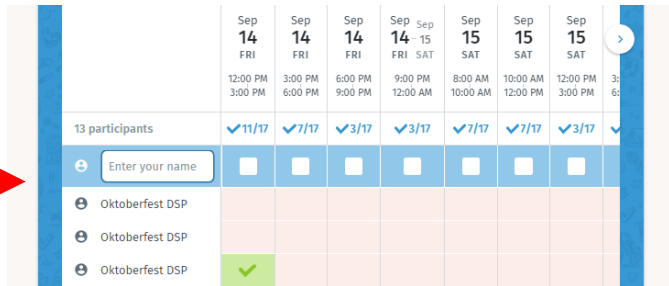 Sep Sep Sep Sep Sep Sep Sep Sep
14 14 14 14 - 15 15 15 15
FRI FRI FRI FRI SAT SAT SAT SAT
12:00 PM 3:00 PM 6:00 PM 9:00 PM 8:00 AM 10:00 AM 12:00 PM 3:
3:00 PM 6:00 PM 9:00 PM 12:00 AM 10:00 AM 12:00 PM 3:00 PM 6:
13 participants 11/17 7/17 3/17 3/17 7/17 7/17 3/17
Enter your name
Oktoberfest DSP
Oktoberfest DSP
Oktoberfest DSP